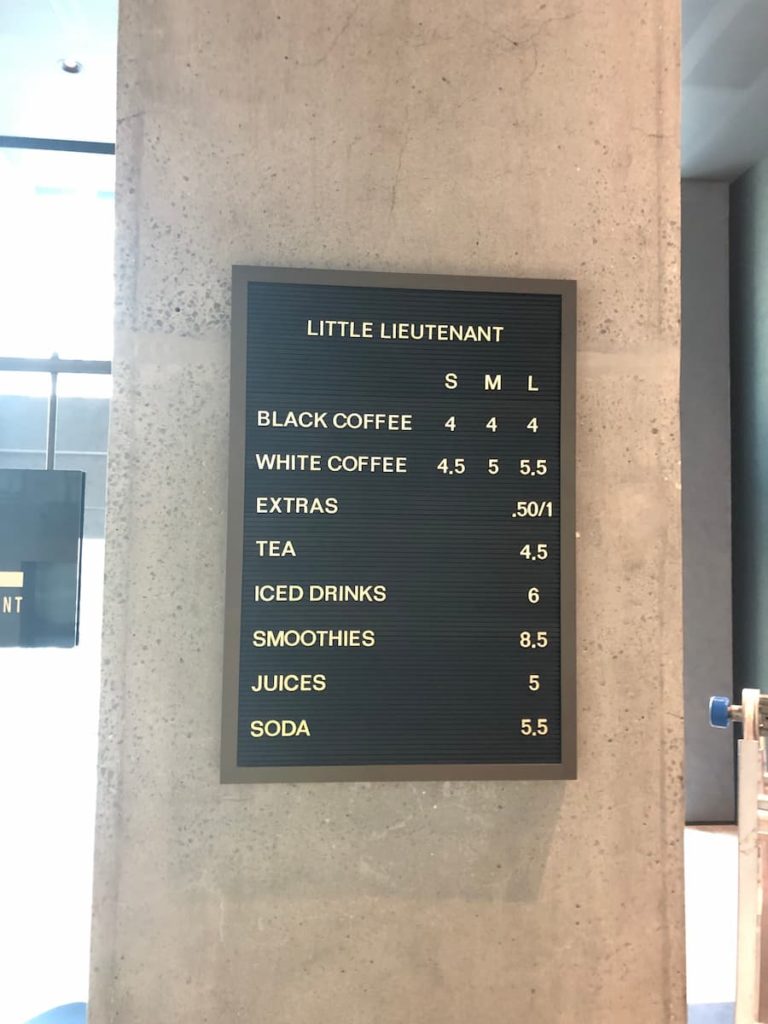 LITTLE LIEUTENANT
S M L
BLACK COFFEE 4 4 4
WHITE COFFEE 4.5 5 5.5
EXTRAS .50/1
TEA 4.5
ICED DRINKS 6
SMOOTHIES 8.5
JUICES 5
SODA 5.5
NT